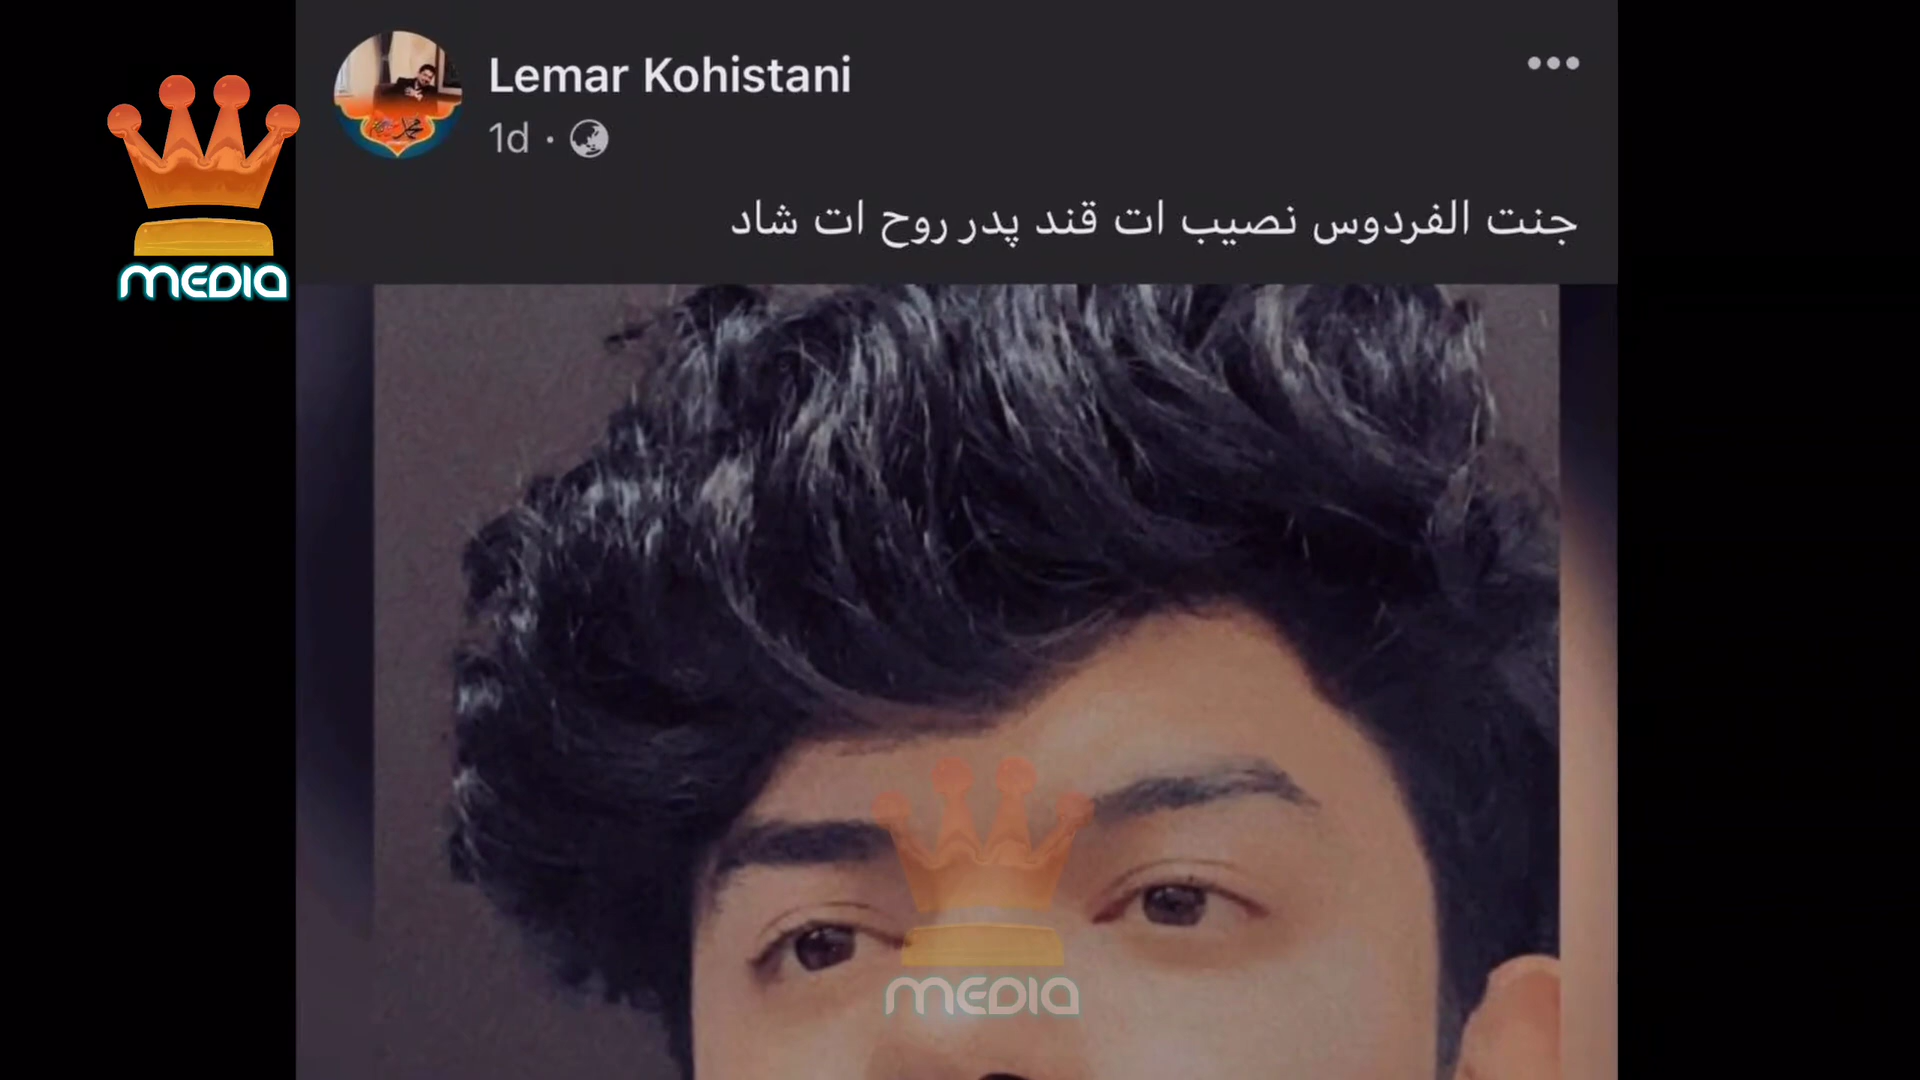 Lemar Kohistani
1d
جنت الفردوس نصیب ات قند پدر روح ات شاد
MEDIA
MEDIA